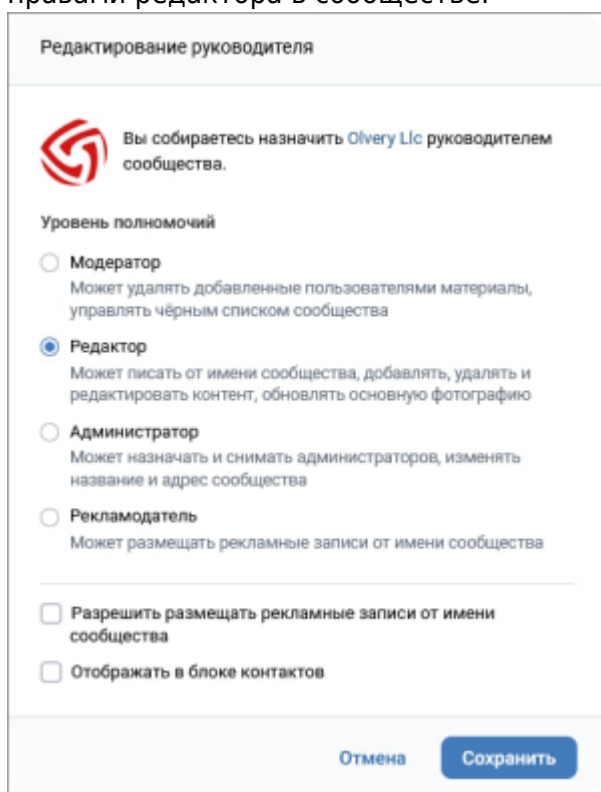 правами редактора в сообществе.
Редактирование руководителя
Вы собираетесь назначить Olvery Llc руководителем
сообщества.
Уровень полномочий
Модератор
Может удалять добавленные пользователями материалы,
управлять чёрным списком сообщества
Редактор
Может писать от имени сообщества, добавлять, удалять и
редактировать контент, обновлять основную фотографию
Администратор
Может назначать и снимать администраторов, изменять
название и адрес сообщества
Рекламодатель
Может размещать рекламные записи от имени сообщества
Разрешить размещать рекламные записи от имени
сообщества
Отображать в блоке контактов
Отмена
Сохранить